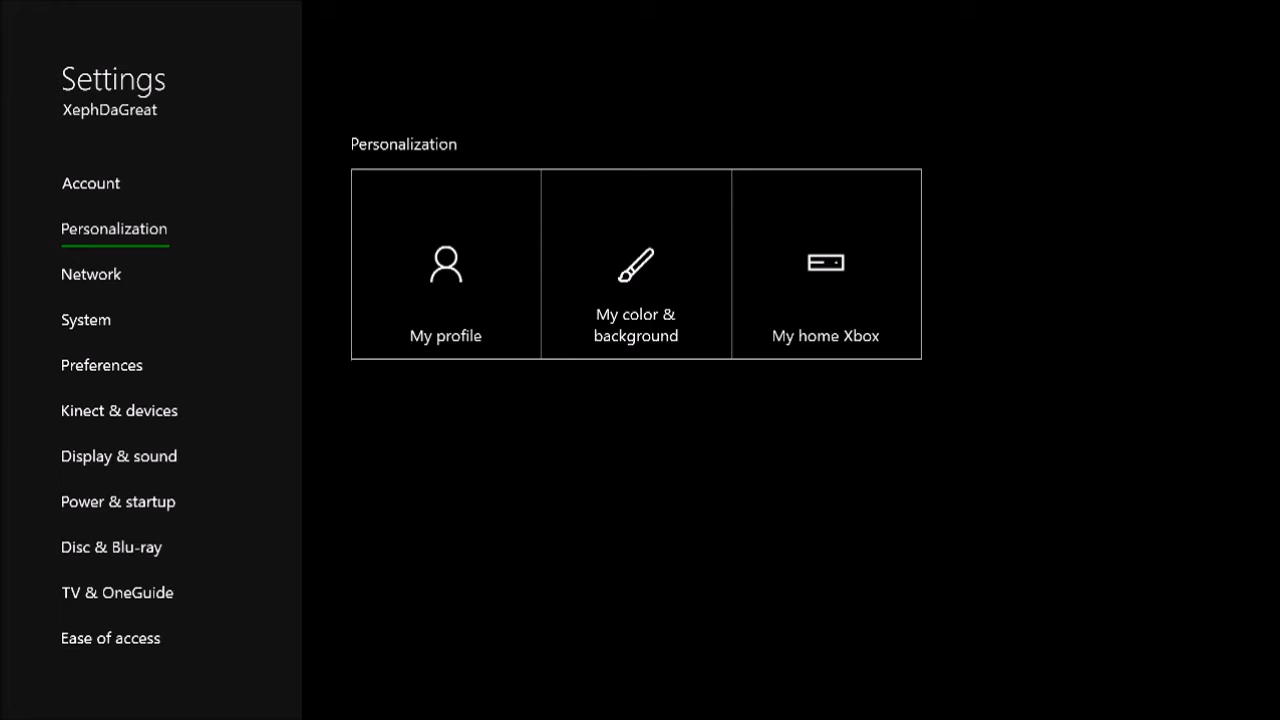 Settings
XephDaGreat
Account
Personalization
Network
System
Preferences
Kinect & devices
Display & sound
Power & startup
Disc & Blu-ray
TV & OneGuide
Ease of access
Personalization
My profile
My color &
background
My home Xbox